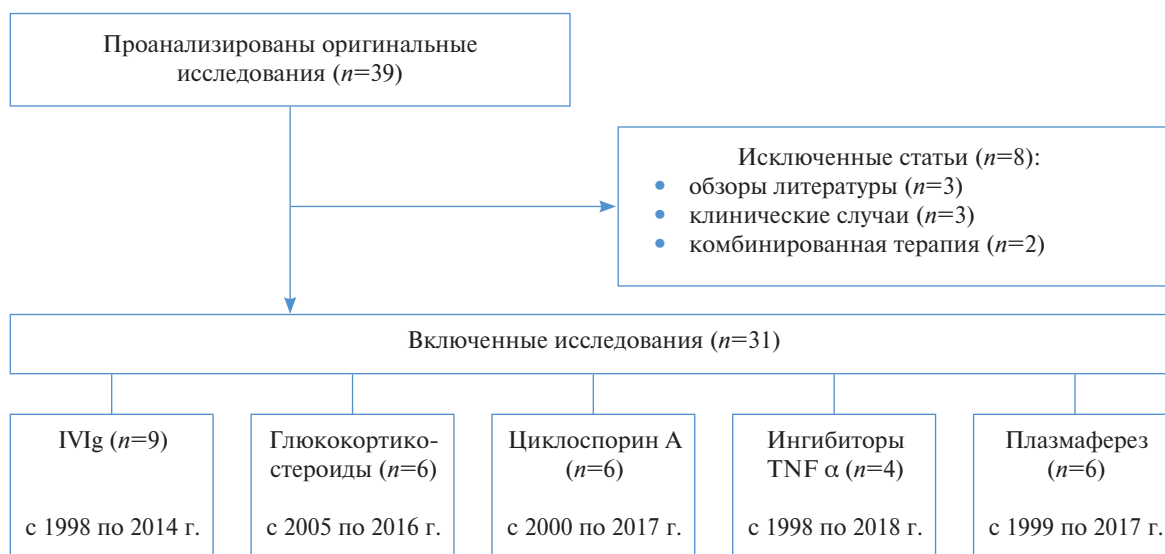 Проанализированы оригинальные
исследования (n=39)
Исключенные статьи (n=8):
• обзоры литературы (n=3)
• клинические случаи (n=3)
• комбинированная терапия (n=2)
Включенные исследования (n=31)
IVIg (n=9)
с 1998 по 2014 г.
Глюкокортико-
стероиды (n=6)
с 2005 по 2016 г.
Циклоспорин А
(n=6)
с 2000 по 2017 г.
Ингибиторы
TNF α (n=4)
с 1998 по 2018 г.
Плазмаферез
(n=6)
с 1999 по 2017 г.